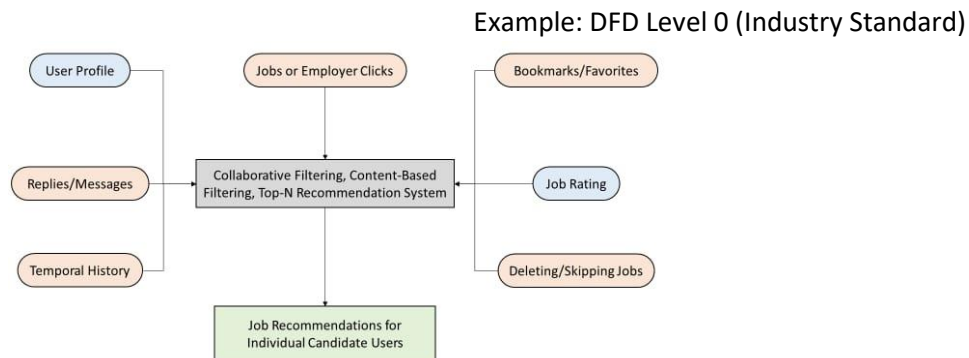 Example: DFD Level 0 (Industry Standard)
User Profile
Jobs or Employer Clicks
Bookmarks/Favorites
Replies/Messages
Collaborative Filtering, Content-Based
Filtering, Top-N Recommendation System
Job Rating
Temporal History
Deleting/Skipping Jobs
Job Recommendations for
Individual Candidate Users